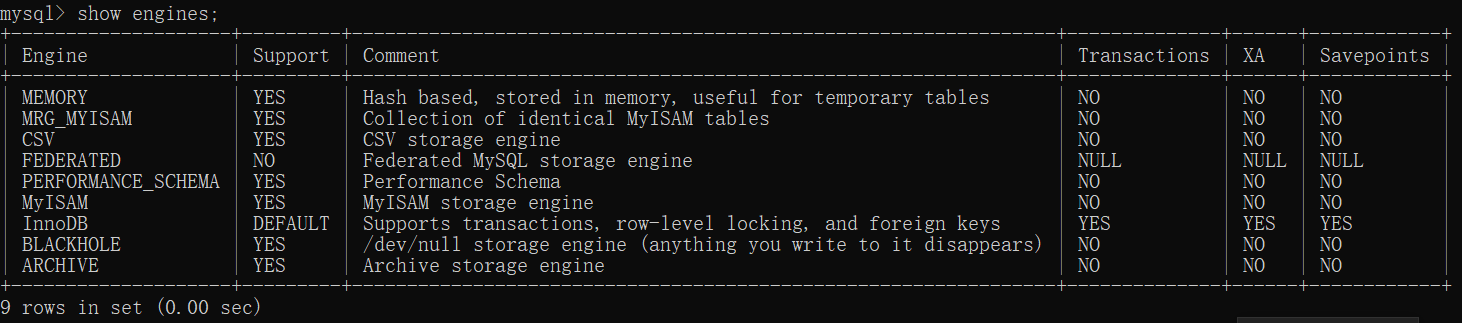 mysql> show engines;
+--------------------+---------+----------------------------------------------------------------+--------------+------+------------+
| Engine | Support | Comment | Transactions | XA | Savepoints |
+--------------------+---------+----------------------------------------------------------------+--------------+------+------------+
| MEMORY | YES | Hash based, stored in memory, useful for temporary tables | NO | NO | NO |
| MRG_MYISAM | YES | Collection of identical MyISAM tables | NO | NO | NO |
| CSV | YES | CSV storage engine | NO | NO | NO |
| FEDERATED | NO | Federated MySQL storage engine | NULL | NULL | NULL |
| PERFORMANCE_SCHEMA | YES | Performance Schema | NO | NO | NO |
| MyISAM | YES | MyISAM storage engine | NO | NO | NO |
| InnoDB | DEFAULT | Supports transactions, row-level locking, and foreign keys | YES | YES | YES |
| BLACKHOLE | YES | /dev/null storage engine (anything you write to it disappears) | NO | NO | NO |
| ARCHIVE | YES | Archive storage engine | NO | NO | NO |
+--------------------+---------+----------------------------------------------------------------+--------------+------+------------+
9 rows in set (0.00 sec)